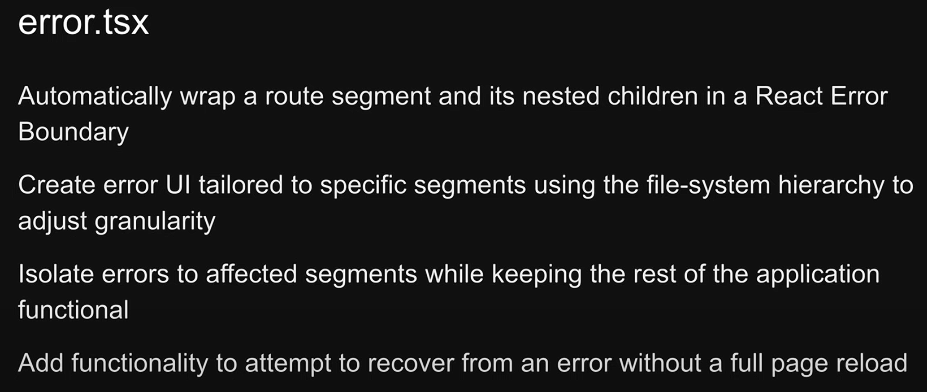 error.tsx
Automatically wrap a route segment and its nested children in a React Error
Boundary
Create error UI tailored to specific segments using the file-system hierarchy to
adjust granularity
Isolate errors to affected segments while keeping the rest of the application
functional
Add functionality to attempt to recover from an error without a full page reload